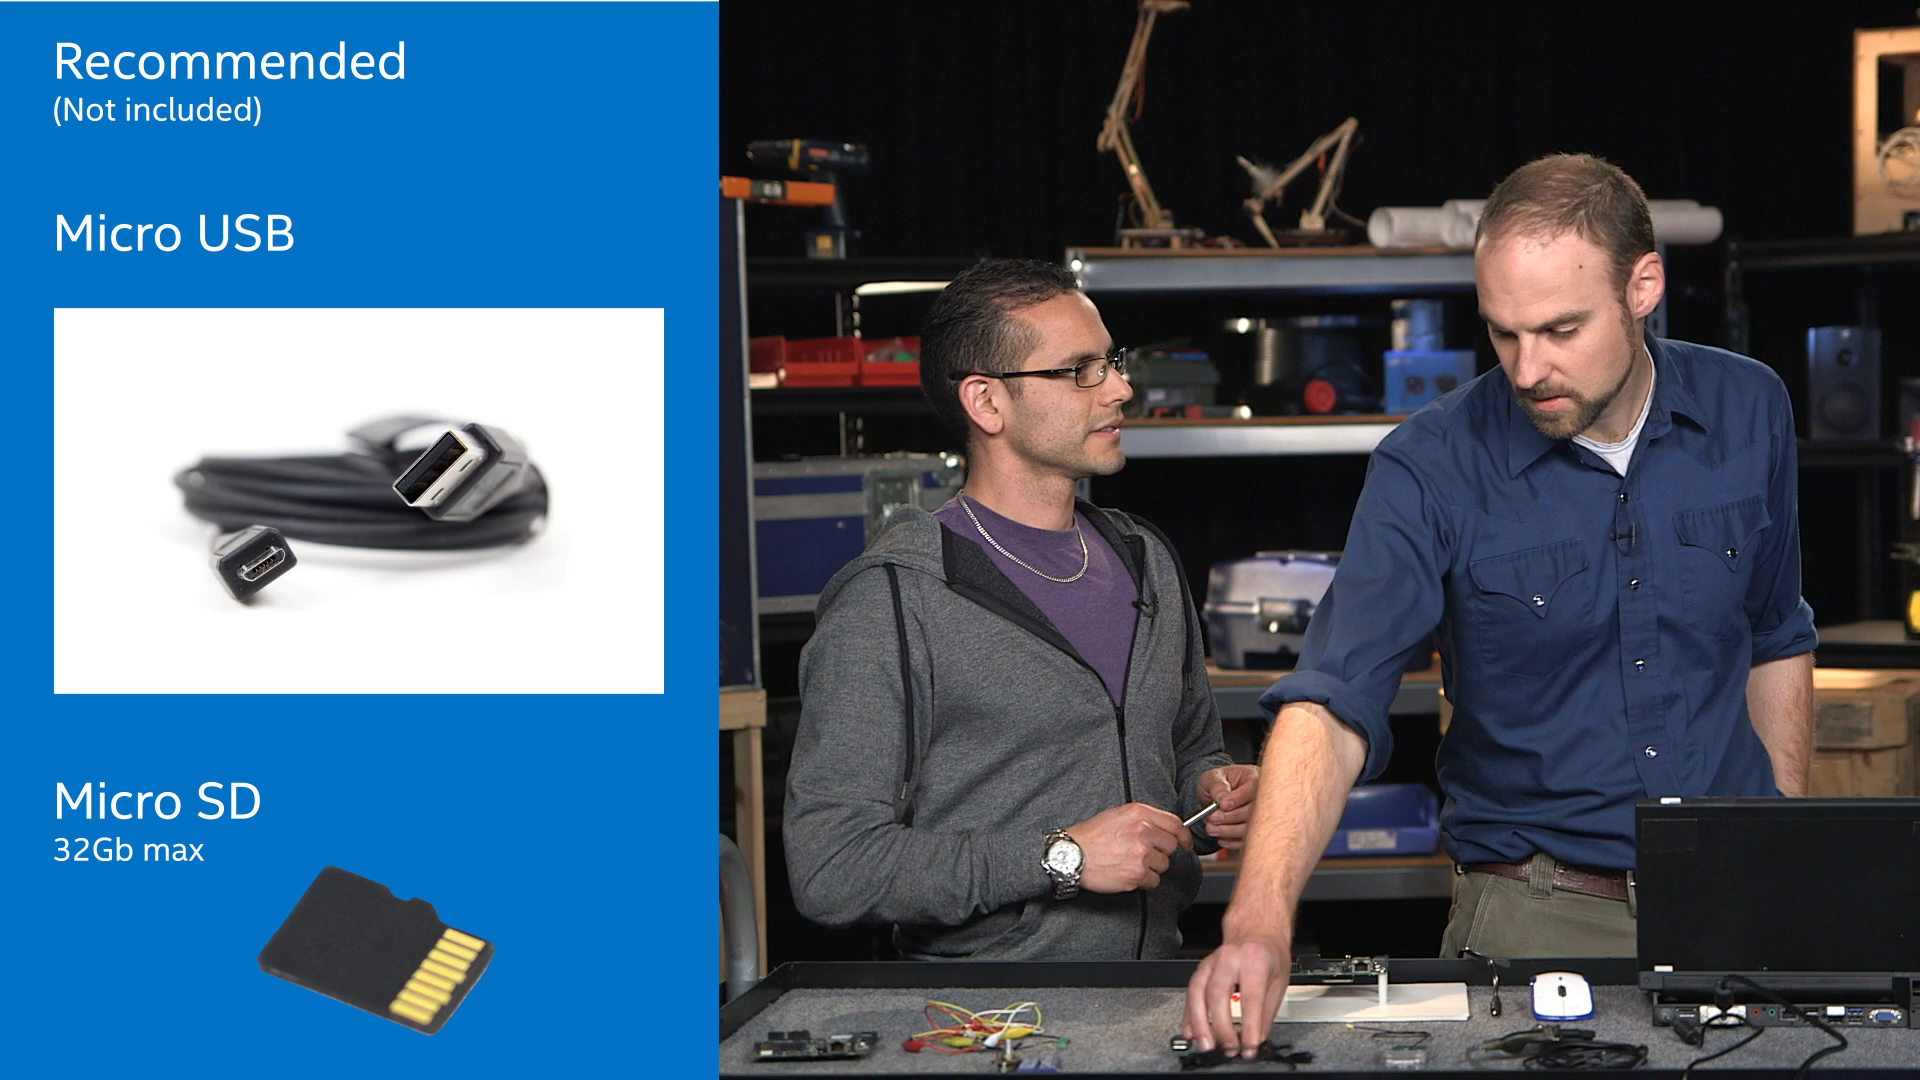 Recommended
(Not included)
Micro USB
Micro SD
32Gb max